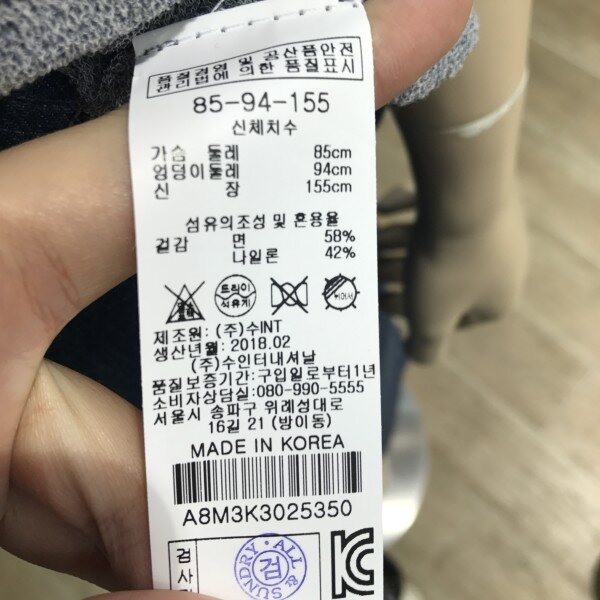 품질경영 및 공산품안전
관리법에 의한 품질표시
85-94-155
신체치수
가슴 둘레 85cm
엉덩이둘레 94cm
신 장 155cm
섬유의조성 및 혼용율
겉감 면 58%
나일론 42%
드라이
석유계
제조원: (주)수INT
생산년월: 2018.02
(주)수인터내셔날
품질보증기간: 구입일로부터1년
소비자상담실: 080-990-5555
서울시 송파구 위례성대로
16길 21 (방이동)
MADE IN KOREA
A8M3K3025350
검
사
ALL & SUNDRY
검